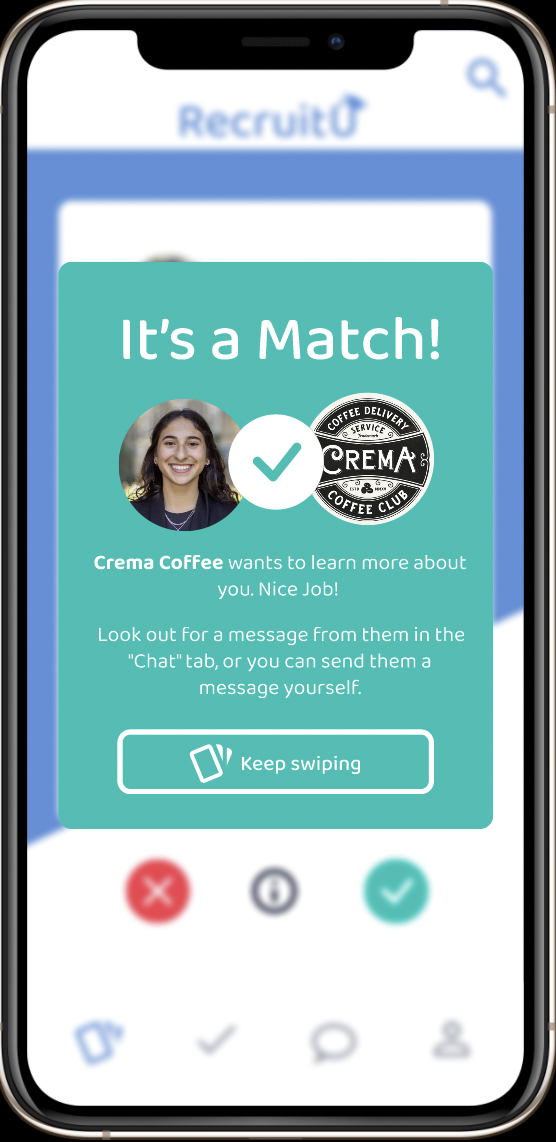 RecruitU
It's a Match!
COFFEE DELIVERY
SERVICE
CREMA
ESTD
COFFEE CLUB
Crema Coffee wants to learn more about
you. Nice Job!
Look out for a message from them in the
"Chat" tab, or you can send them a
message yourself.
Keep swiping